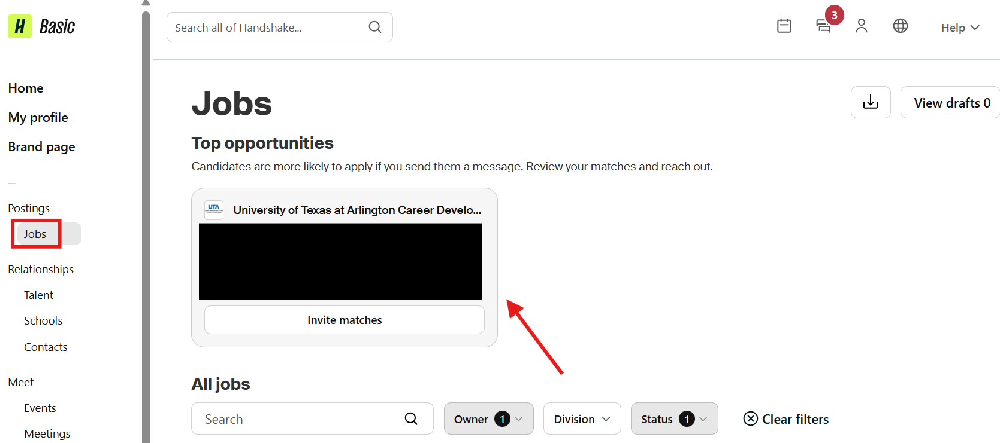 H Basic
Search all of Handshake...
3
Help
Home
My profile
Brand page
Postings
Jobs
Relationships
Talent
Schools
Contacts
Meet
Events
Meetings
Jobs
View drafts 0
Top opportunities
Candidates are more likely to apply if you send them a message. Review your matches and reach out.
UTA
University of Texas at Arlington Career Develo...
Invite matches
All jobs
Search
Owner 1
Division
Status 1
Clear filters